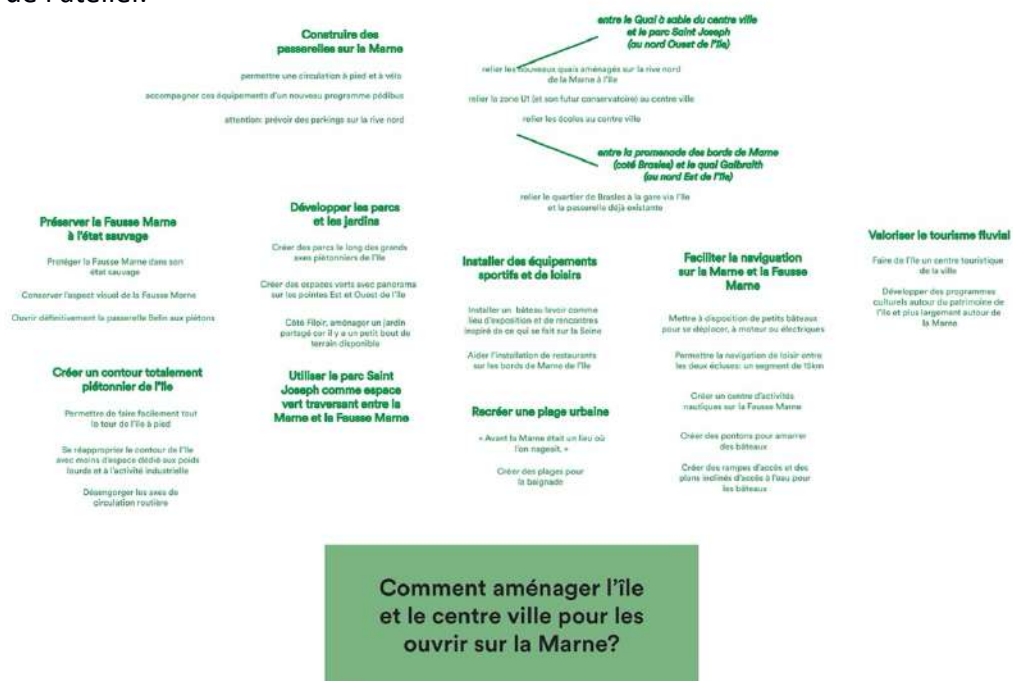 de l'atelier.
Construire des
passerelles sur la Marne
permettre une circulation à pied et à vélo
accompagner ces équipements d'un nouveau programme pédibus
attention: prévoir des parkings sur la rive nord
entre le Quai à sable du centre ville
et le parc Saint Joseph
(au nord Ouest de l'île)
relier les nouveaux quais aménagés sur la rive nord
de la Marne à l'île
relier la zone U1 (et son futur conservatoire) au centre ville
relier les écoles au centre ville
entre la promenade des bords de Marne
(coté Brasles) et le quai Galbraith
(au nord Est de l'île)
relier le quartier de Brasles à la gare via l'île
et la passerelle déjà existante
Préserver la Fausse Marne
à l'état sauvage
Protéger la Fausse Marne dans son
état sauvage
Conserver l'aspect visuel de la Fausse Marne
Ouvrir définitivement la passerelle Belin aux piétons
Créer un contour totalement
piétonnier de l'île
Permettre de faire facilement tout
le tour de l'île à pied
Se réapproprier le contour de l'île
avec moins d'espace dédié aux poids
lourds et à l'activité industrielle
Désengorger les axes de
circulation routière
Développer les parcs
et les jardins
Créer des parcs le long des grands
axes piétonniers de l'île
Créer des espaces verts avec panorama
sur les pointes Est et Ouest de l'île
Côté Filoir, aménager un jardin
partagé car il y a un petit bout de
terrain disponible
Utiliser le parc Saint
Joseph comme espace
vert traversant entre la
Marne et la Fausse Marne
Installer des équipements
sportifs et de loisirs
Installer un bâteau lavoir comme
lieu d'exposition et de rencontres
inspiré de ce qui se fait sur la Seine
Aider l'installation de restaurants
sur les bords de Marne de l'île
Recréer une plage urbaine
« Avant la Marne était un lieu où
l'on nageait. »
Créer des plages pour
la baignade
Faciliter la navigation
sur la Marne et la Fausse
Marne
Mettre à disposition de petits bâteaux
pour se déplacer, à moteur ou électriques
Permettre la navigation de loisir entre
les deux écluses: un segment de 15km
Créer un centre d'activités
nautiques sur la Fausse Marne
Créer des pontons pour amarrer
des bâteaux
Créer des rampes d'accès et des
plans inclinés d'accès à l'eau pour
les bâteaux
Valoriser le tourisme fluvial
Faire de l'île un centre touristique
de la ville
Développer des programmes
culturels autour du patrimoine de
l'île et plus largement autour de
la Marne
Comment aménager l'île
et le centre ville pour les
ouvrir sur la Marne?